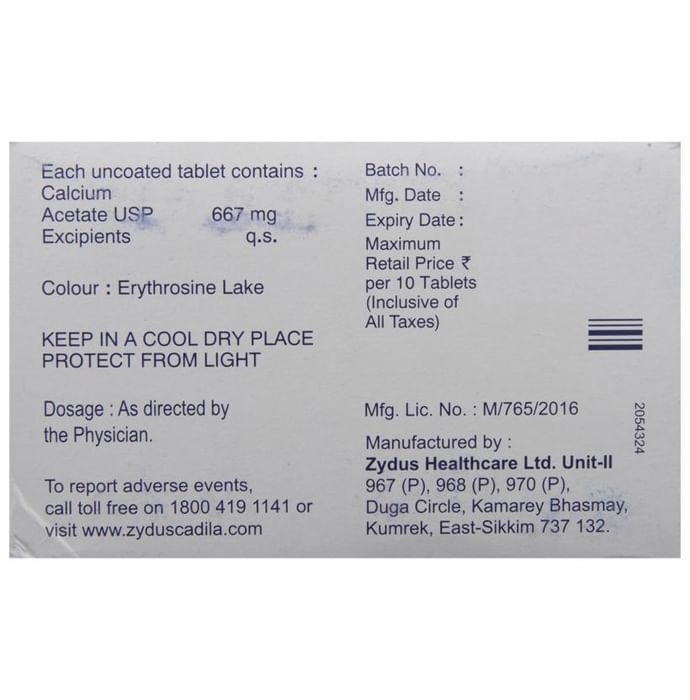 Each uncoated tablet contains :
Calcium
Acetate USP 667 mg
Excipients q.s.
Colour : Erythrosine Lake
KEEP IN A COOL DRY PLACE
PROTECT FROM LIGHT
Dosage : As directed by
the Physician.
To report adverse events,
call toll free on 1800 419 1141 or
visit www.zyduscadila.com
Batch No. :
Mfg. Date :
Expiry Date :
Maximum
Retail Price ₹
per 10 Tablets
(Inclusive of
All Taxes)
Mfg. Lic. No. : M/765/2016
Manufactured by :
Zydus Healthcare Ltd. Unit-II
967 (P), 968 (P), 970 (P),
Duga Circle, Kamarey Bhasmay,
Kumrek, East-Sikkim 737 132.
2054324